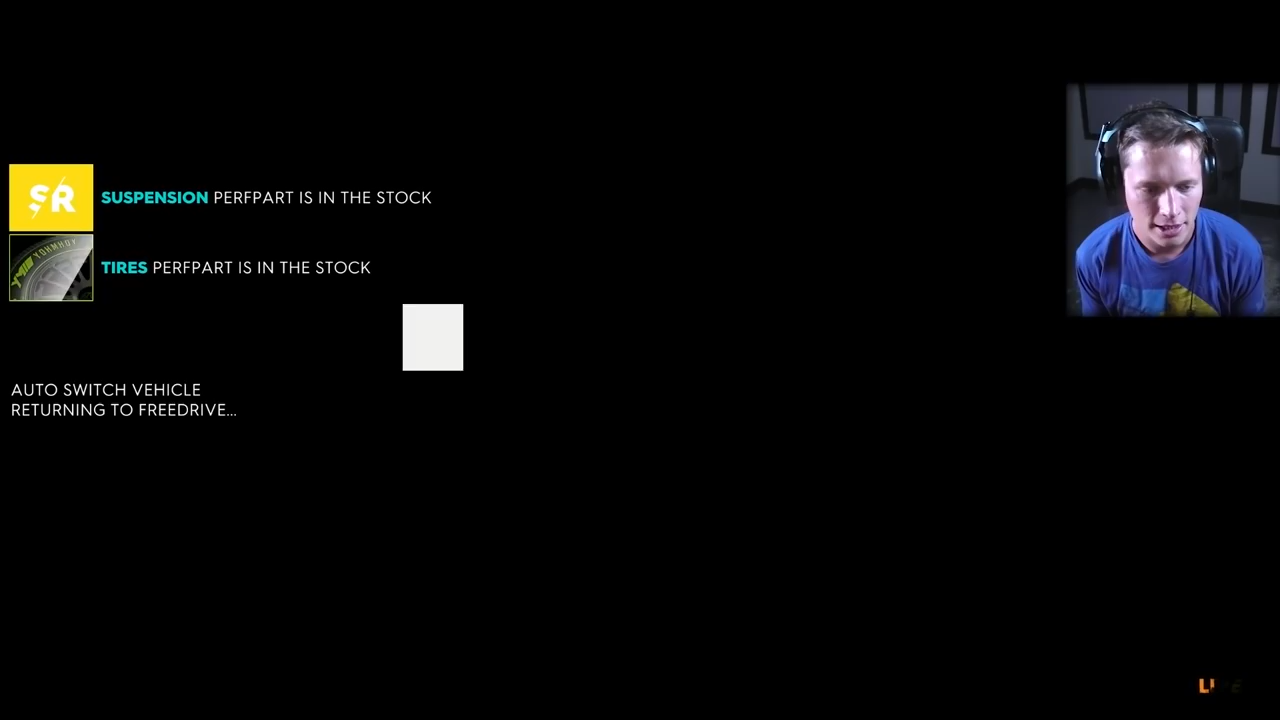 SR
SUSPENSION PERFPART IS IN THE STOCK
TIRES PERFPART IS IN THE STOCK
AUTO SWITCH VEHICLE
RETURNING TO FREEDRIVE...